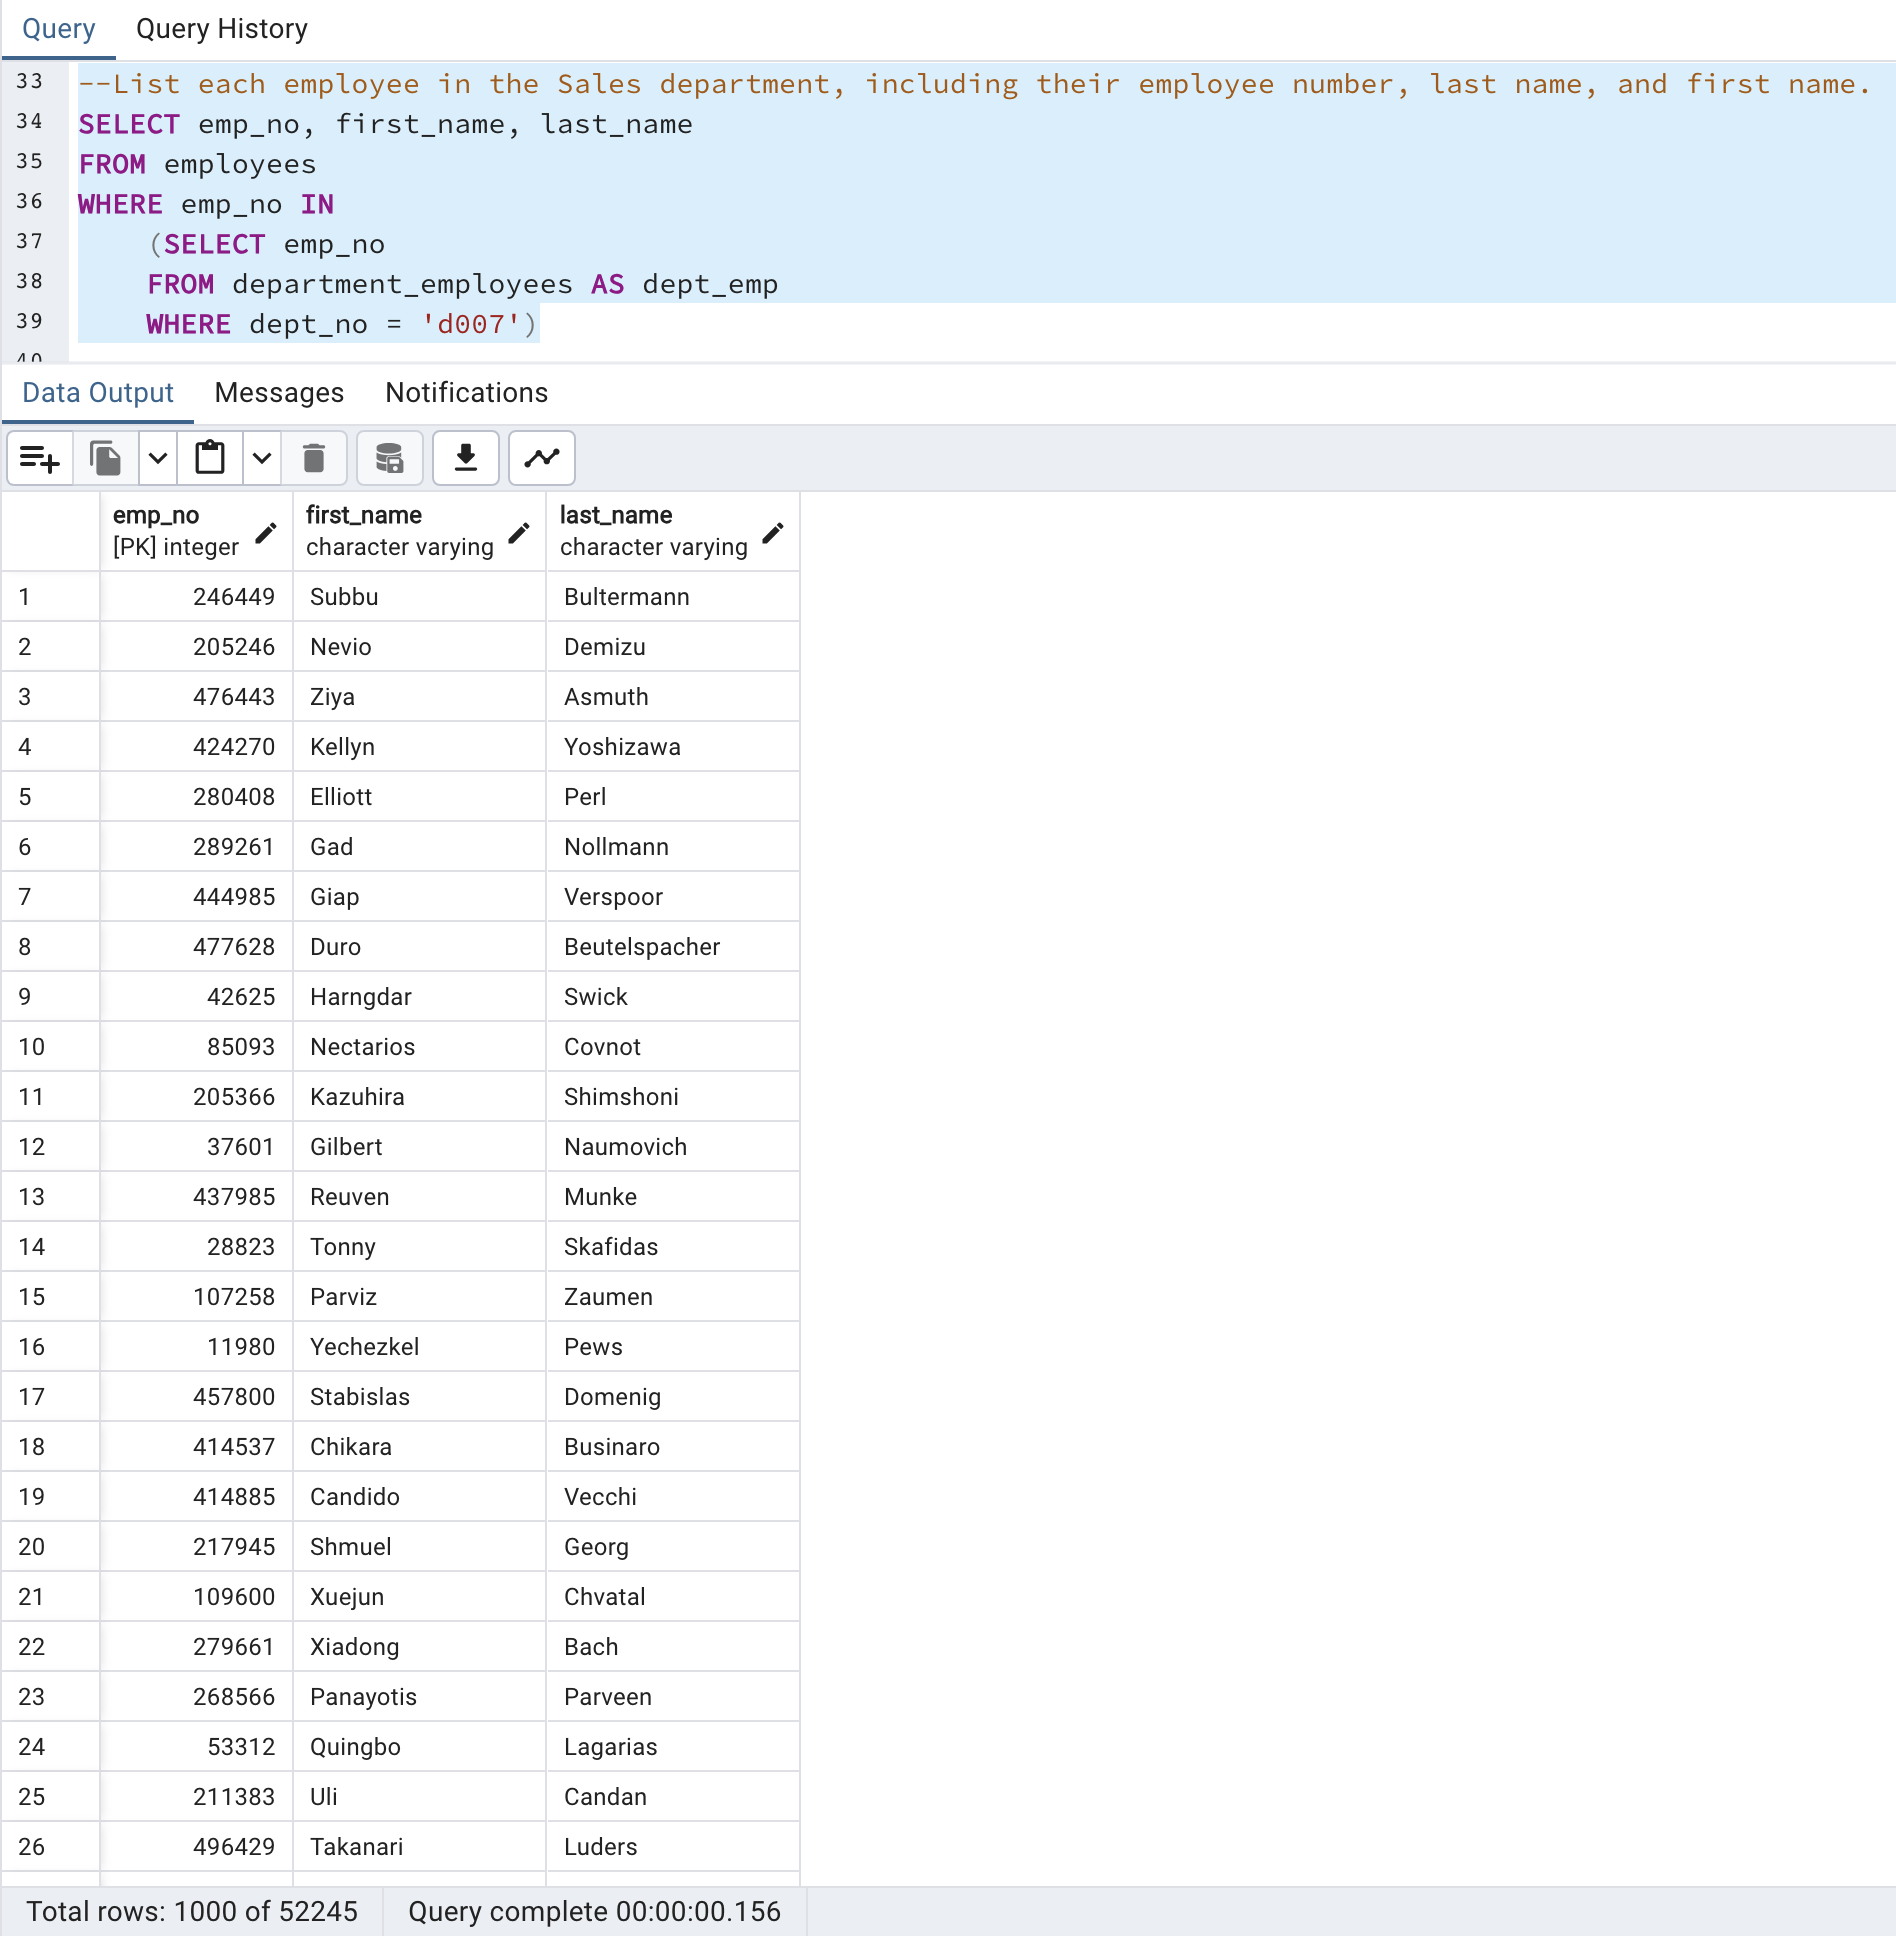 Query Query History
33 --List each employee in the Sales department, including their employee number, last name, and first name.
34 SELECT emp_no, first_name, last_name
35 FROM employees
36 WHERE emp_no IN
37 (SELECT emp_no
38 FROM department_employees AS dept_emp
39 WHERE dept_no = 'd007')
40
Data Output Messages Notifications
emp_no first_name last_name
[PK] integer character varying character varying
1 246449 Subbu Bultermann
2 205246 Nevio Demizu
3 476443 Ziya Asmuth
4 424270 Kellyn Yoshizawa
5 280408 Elliott Perl
6 289261 Gad Nollmann
7 444985 Giap Verspoor
8 477628 Duro Beutelspacher
9 42625 Harngdar Swick
10 85093 Nectarios Covnot
11 205366 Kazuhira Shimshoni
12 37601 Gilbert Naumovich
13 437985 Reuven Munke
14 28823 Tonny Skafidas
15 107258 Parviz Zaumen
16 11980 Yechezkel Pews
17 457800 Stabislas Domenig
18 414537 Chikara Businaro
19 414885 Candido Vecchi
20 217945 Shmuel Georg
21 109600 Xuejun Chvatal
22 279661 Xiadong Bach
23 268566 Panayotis Parveen
24 53312 Quingbo Lagarias
25 211383 Uli Candan
26 496429 Takanari Luders
Total rows: 1000 of 52245 Query complete 00:00:00.156